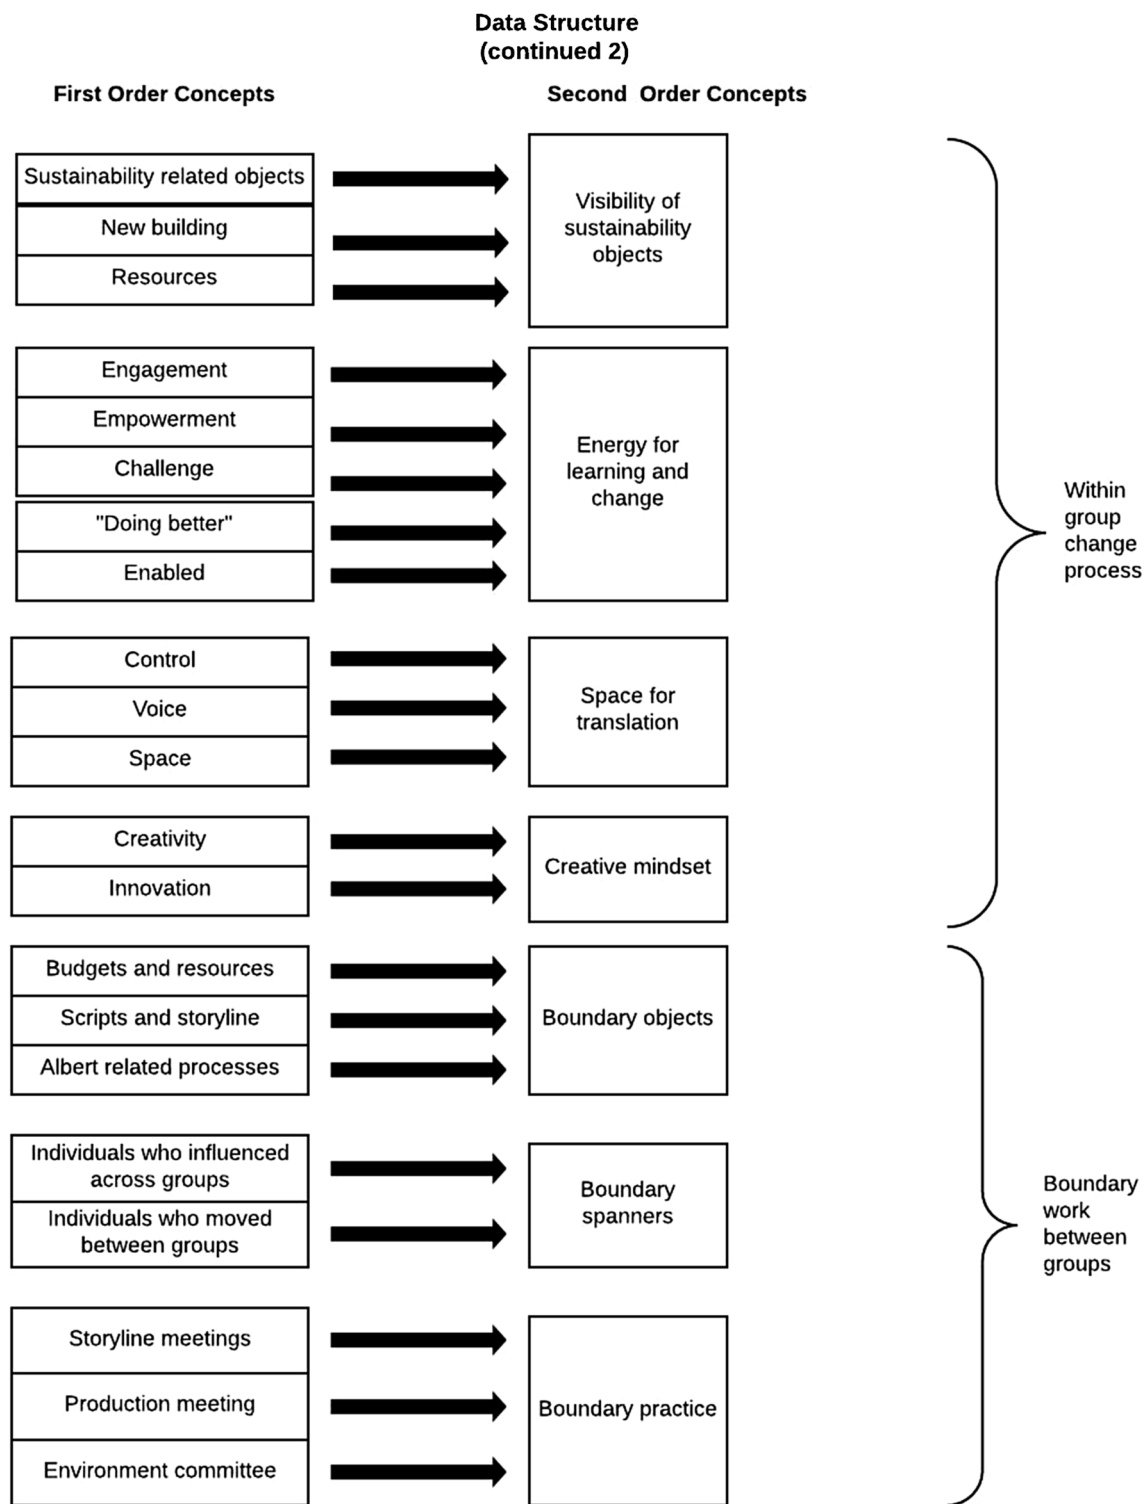 Data Structure
(continued 2)
First Order Concepts
Second Order Concepts
Sustainability related objects
New building
Resources
Visibility of
sustainability
objects
Engagement
Empowerment
Challenge
"Doing better"
Enabled
Energy for
learning and
change
Control
Voice
Space
Space for
translation
Creativity
Innovation
Creative mindset
Within
group
change
process
Budgets and resources
Scripts and storyline
Albert related processes
Boundary objects
Individuals who influenced
across groups
Individuals who moved
between groups
Boundary
spanners
Storyline meetings
Production meeting
Environment committee
Boundary practice
Boundary
work
between
groups